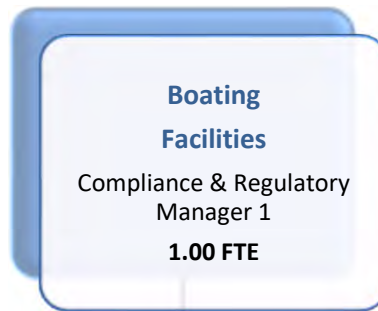 Boating
Facilities
Compliance & Regulatory
Manager 1
1.00 FTE